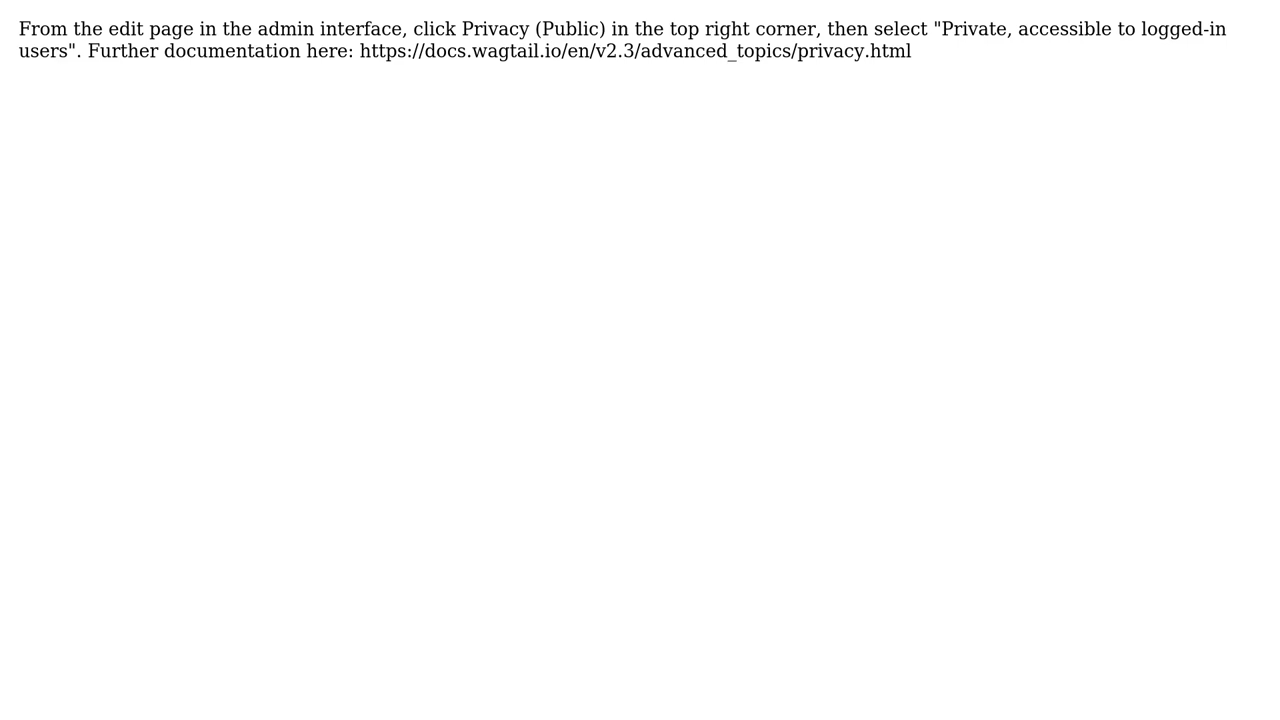 From the edit page in the admin interface, click Privacy (Public) in the top right corner, then select "Private, accessible to logged-in
users". Further documentation here: https://docs.wagtail.io/en/v2.3/advanced_topics/privacy.html